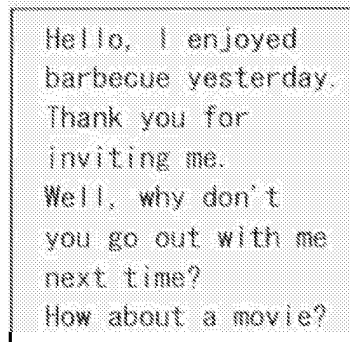 Hello, I enjoyed
barbecue yesterday.
Thank you for
inviting me.
Well, why don't
you go out with me
next time?
How about a movie?